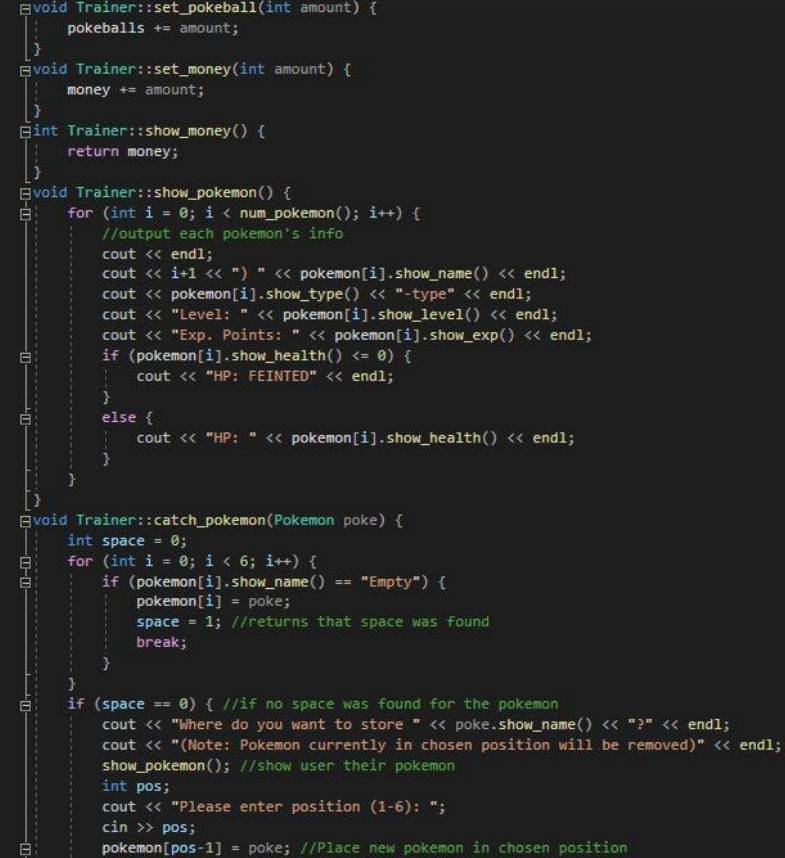 void Trainer::set_pokeball(int amount) {
    pokeballs += amount;
}
void Trainer::set_money(int amount) {
    money += amount;
}
int Trainer::show_money() {
    return money;
}
void Trainer::show_pokemon() {
    for (int i = 0; i < num_pokemon(); i++) {
        //output each pokemon's info
        cout << endl;
        cout << i+1 << ") " << pokemon[i].show_name() << endl;
        cout << pokemon[i].show_type() << "-type" << endl;
        cout << "Level: " << pokemon[i].show_level() << endl;
        cout << "Exp. Points: " << pokemon[i].show_exp() << endl;
        if (pokemon[i].show_health() <= 0) {
            cout << "HP: FEINTED" << endl;
        }
        else {
            cout << "HP: " << pokemon[i].show_health() << endl;
        }
    }
}
void Trainer::catch_pokemon(Pokemon poke) {
    int space = 0;
    for (int i = 0; i < 6; i++) {
        if (pokemon[i].show_name() == "Empty") {
            pokemon[i] = poke;
            space = 1; //returns that space was found
            break;
        }
    }
    if (space == 0) { //if no space was found for the pokemon
        cout << "Where do you want to store " << poke.show_name() << "?" << endl;
        cout << "(Note: Pokemon currently in chosen position will be removed)" << endl;
        show_pokemon(); //show user their pokemon
        int pos;
        cout << "Please enter position (1-6): ";
        cin >> pos;
        pokemon[pos-1] = poke; //Place new pokemon in chosen position